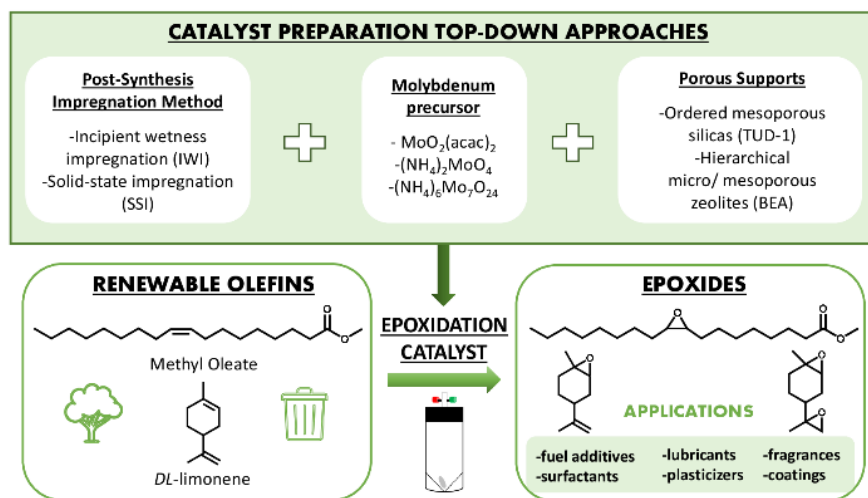 CATALYST PREPARATION TOP-DOWN APPROACHES
Post-Synthesis
Impregnation Method
-Incipient wetness
impregnation (IWI)
-Solid-state impregnation
(SSI)
Molybdenum
precursor
- MoO₂(acac)₂
-(NH₄)₂MoO₄
-(NH₄)₆Mo₇O₂₄
Porous Supports
-Ordered mesoporous
silicas (TUD-1)
-Hierarchical
micro/ mesoporous
zeolites (BEA)
RENEWABLE OLEFINS
O
O
Methyl Oleate
DL-limonene
EPOXIDATION
CATALYST
EPOXIDES
O
O
O
O
O
O
APPLICATIONS
-fuel additives
-lubricants
-fragrances
-surfactants
-plasticizers
-coatings